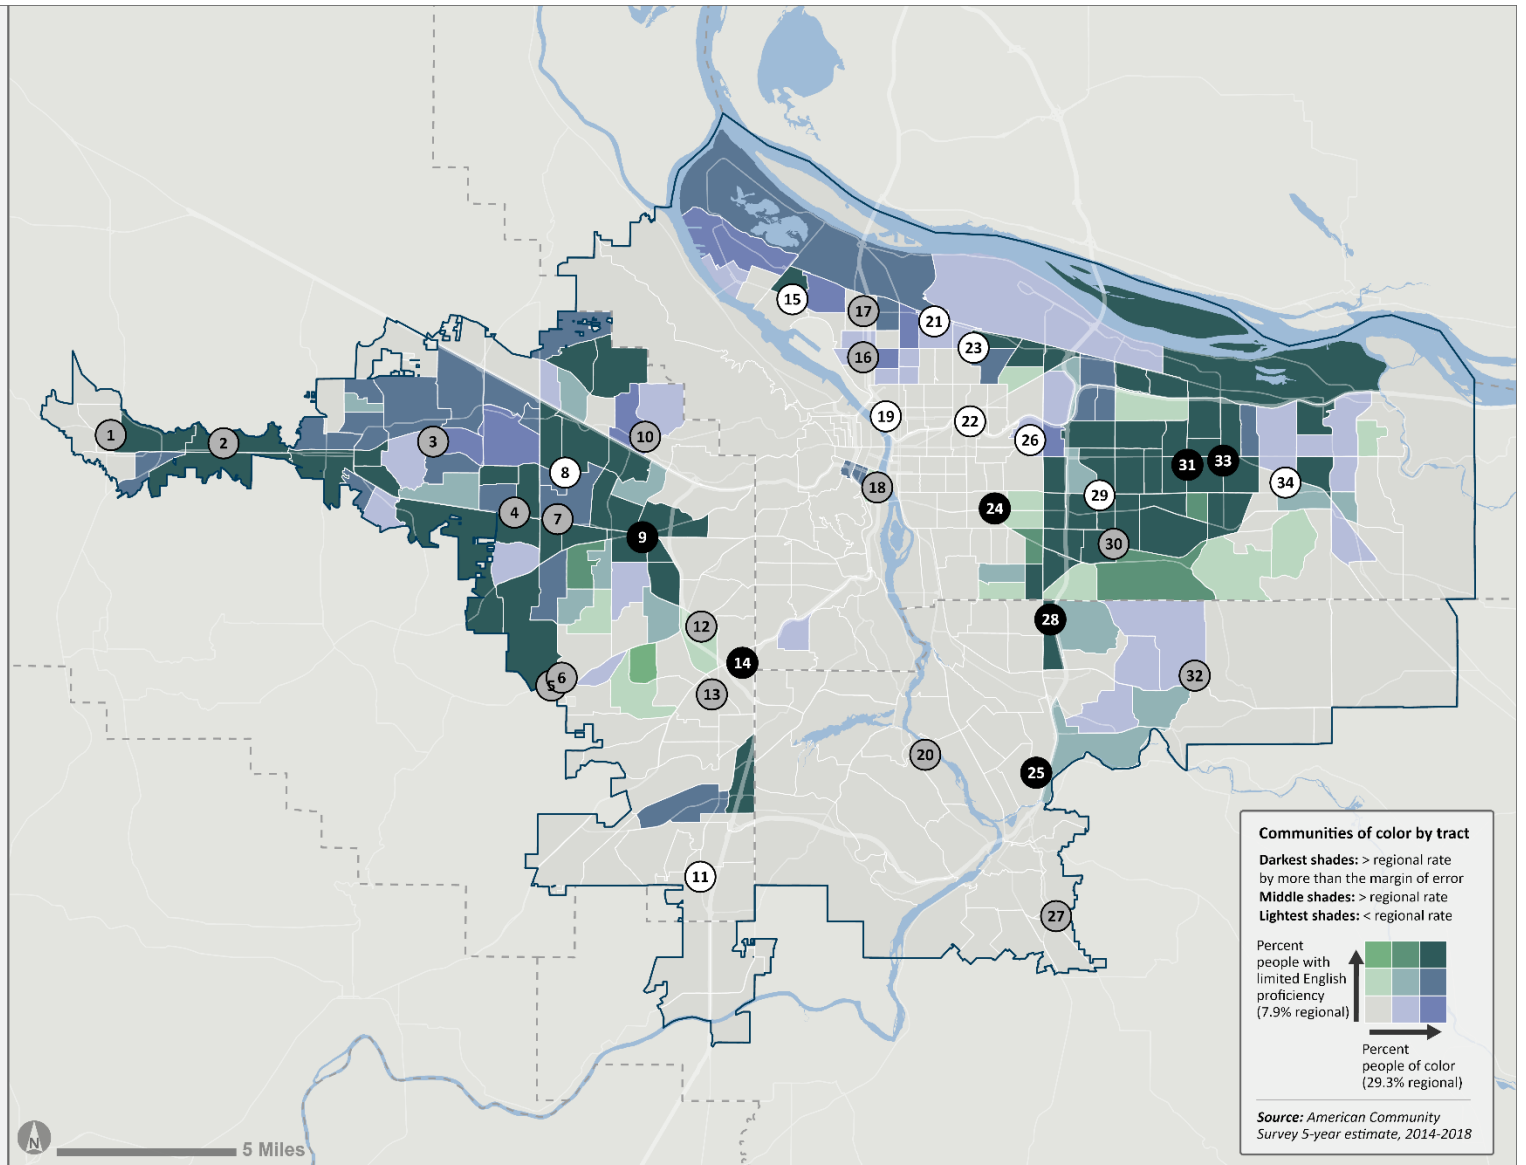 15
17
21
23
16
19
22
1
2
3
10
26
8
31
33
18
34
29
24
4
7
9
30
28
12
14
32
6
5
13
20
25
11
27
Communities of color by tract
Darkest shades: > regional rate
by more than the margin of error
Middle shades: > regional rate
Lightest shades: < regional rate
Percent
people with
limited English
proficiency
(7.9% regional)
Percent
people of color
(29.3% regional)
Source: American Community
Survey 5-year estimate, 2014-2018
N
5 Miles